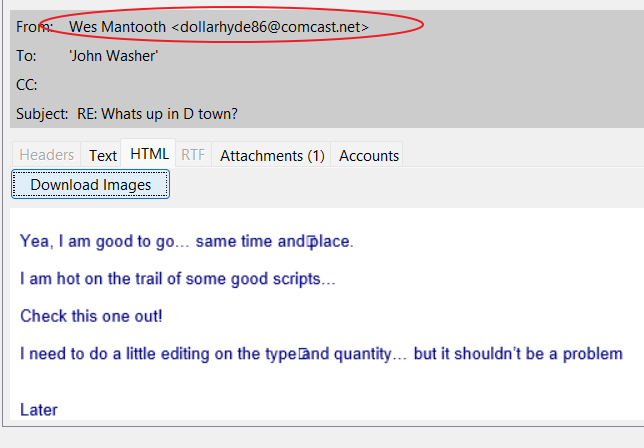 From: Wes Mantooth <dollarhyde86@comcast.net>
To: 'John Washer'
CC:
Subject: RE: Whats up in D town?
Headers Text HTML RTF Attachments (1) Accounts
Download Images
Yea, I am good to go... same time and place.
I am hot on the trail of some good scripts...
Check this one out!
I need to do a little editing on the type and quantity... but it shouldn't be a problem
Later